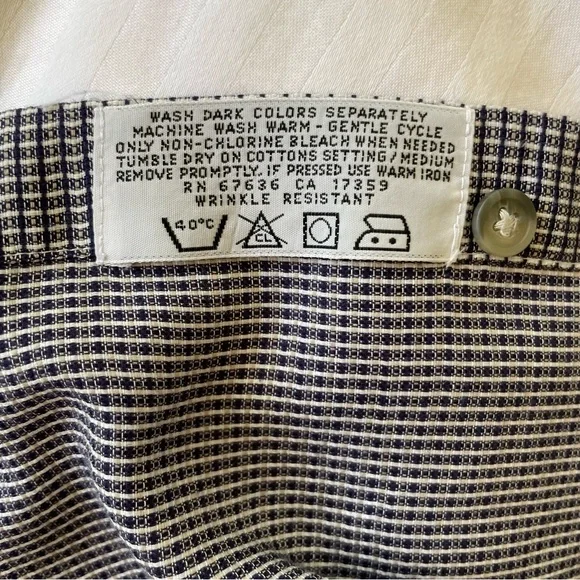 WASH DARK COLORS SEPARATELY
MACHINE WASH WARM - GENTLE CYCLE
ONLY NON-CHLORINE BLEACH WHEN NEEDED
TUMBLE DRY ON COTTONS SETTING / MEDIUM
REMOVE PROMPTLY. IF PRESSED USE WARM IRON
RN 67636 CA 17359
WRINKLE RESISTANT
40°C CL